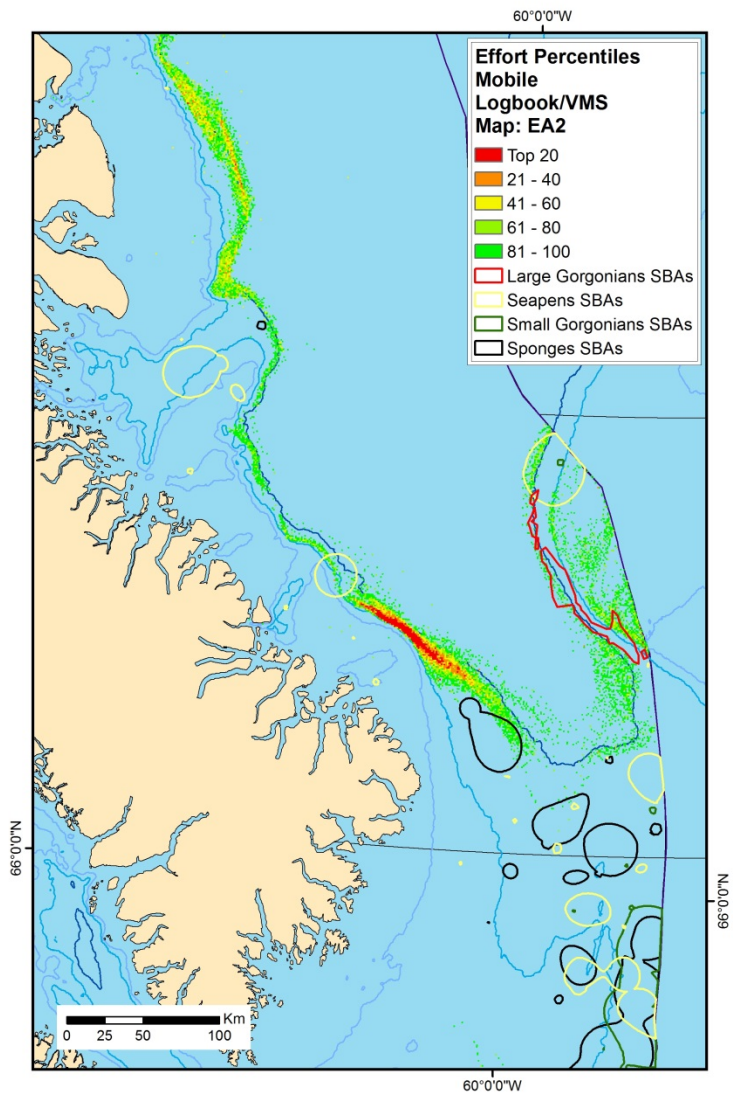 60°0'0"W
Effort Percentiles
Mobile
Logbook/VMS
Map: EA2
Top 20
21 - 40
41 - 60
61 - 80
81 - 100
Large Gorgonians SBAs
Seapens SBAs
Small Gorgonians SBAs
Sponges SBAs
66°0'0"N
66°0'0"N
Km
0 25 50 100
60°0'0"W